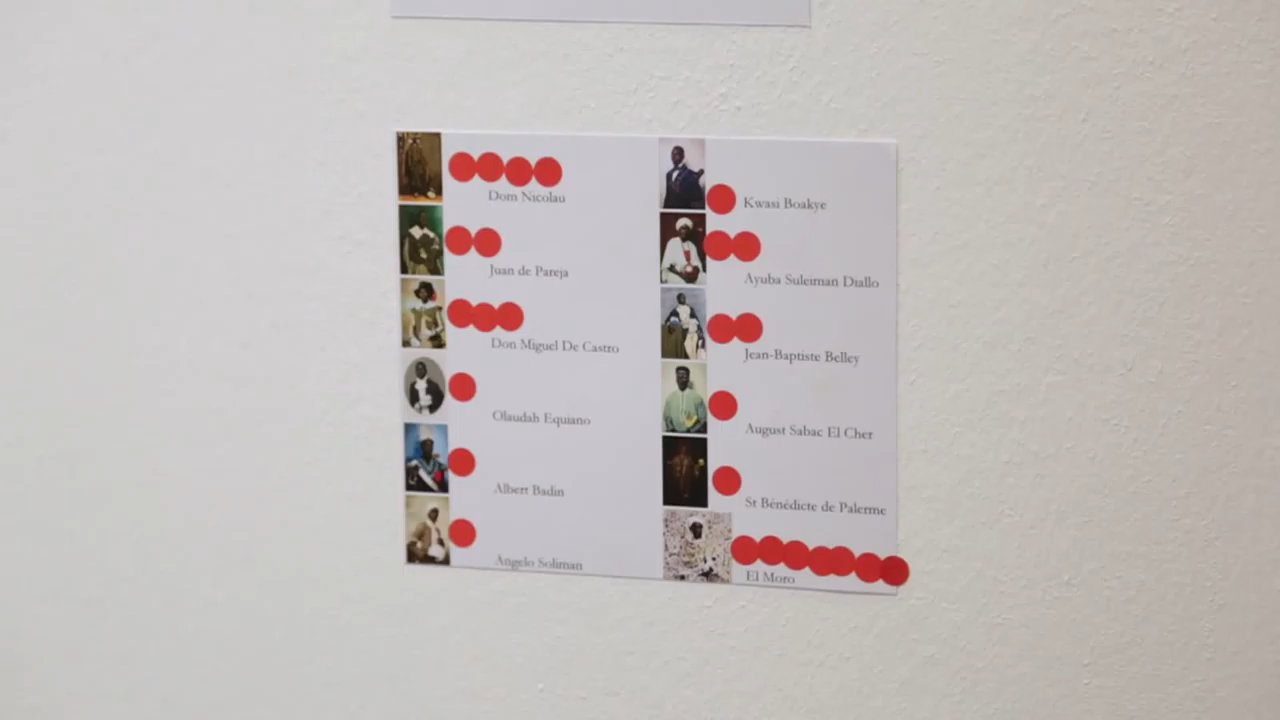 Dom Nicolau
Juan de Pareja
Don Miguel De Castro
Olaudah Equiano
Albert Badin
Angelo Soliman
Kwasi Boakye
Ayuba Suleiman Diallo
Jean-Baptiste Belley
August Sabac El Cher
St Bénédicte de Palerme
El Moro